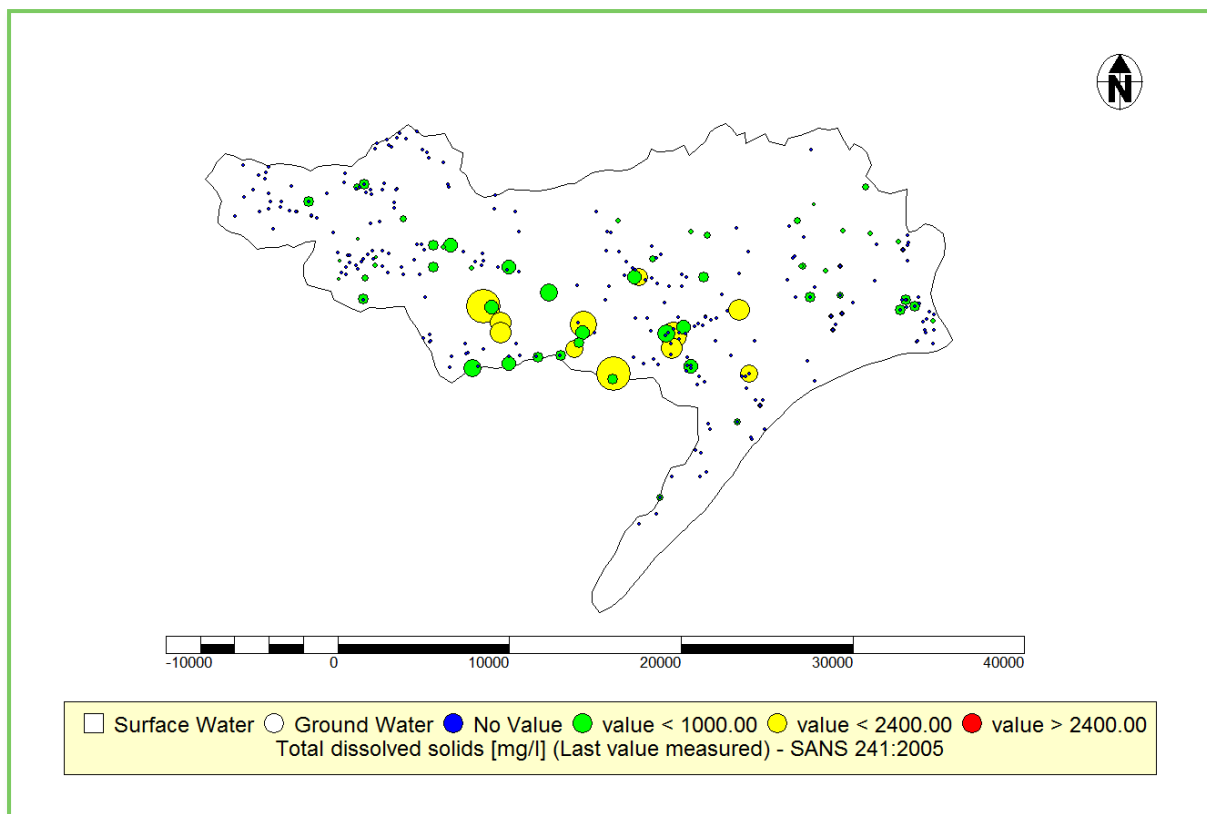 N
-10000 0 10000 20000 30000 40000
Surface Water Ground Water No Value value < 1000.00 value < 2400.00 value > 2400.00
Total dissolved solids [mg/l] (Last value measured) - SANS 241:2005